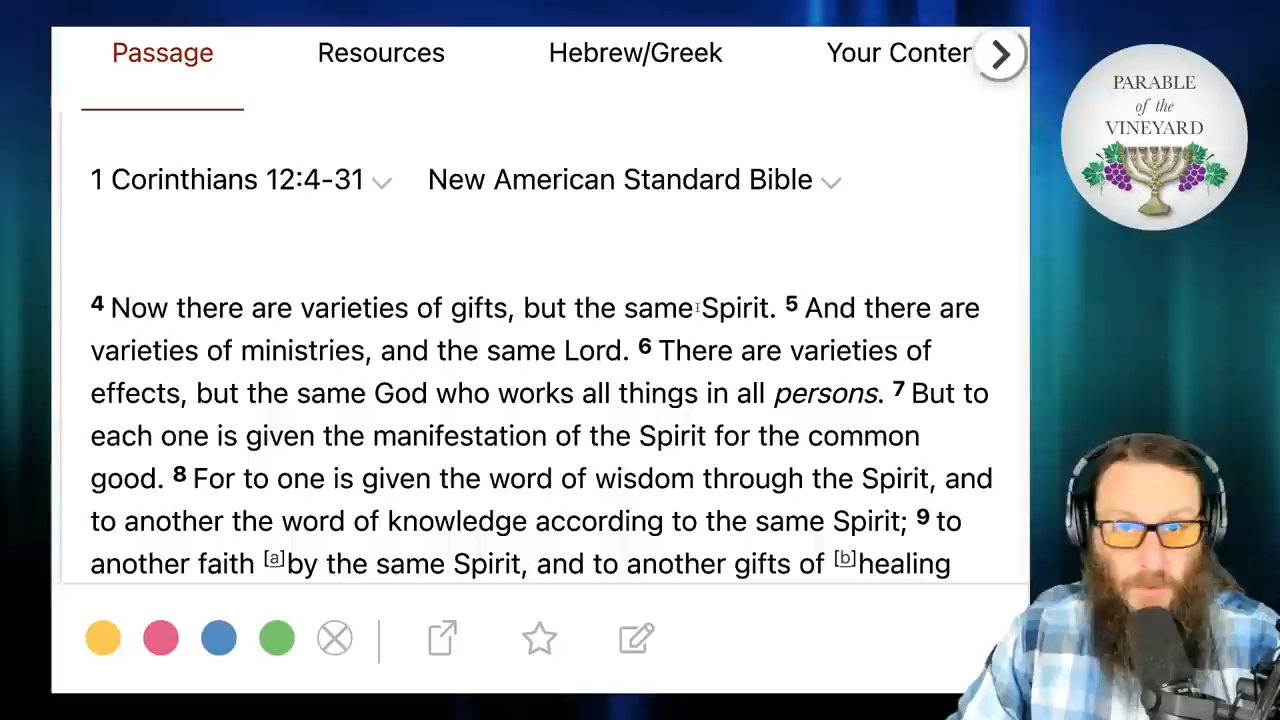 Passage Resources Hebrew/Greek Your Conten
1 Corinthians 12:4-31 New American Standard Bible
4 Now there are varieties of gifts, but the same Spirit. 5 And there are
varieties of ministries, and the same Lord. 6 There are varieties of
effects, but the same God who works all things in all persons. 7 But to
each one is given the manifestation of the Spirit for the common
good. 8 For to one is given the word of wisdom through the Spirit, and
to another the word of knowledge according to the same Spirit; 9 to
another faith [a]by the same Spirit, and to another gifts of [b]healing
PARABLE
of the
VINEYARD